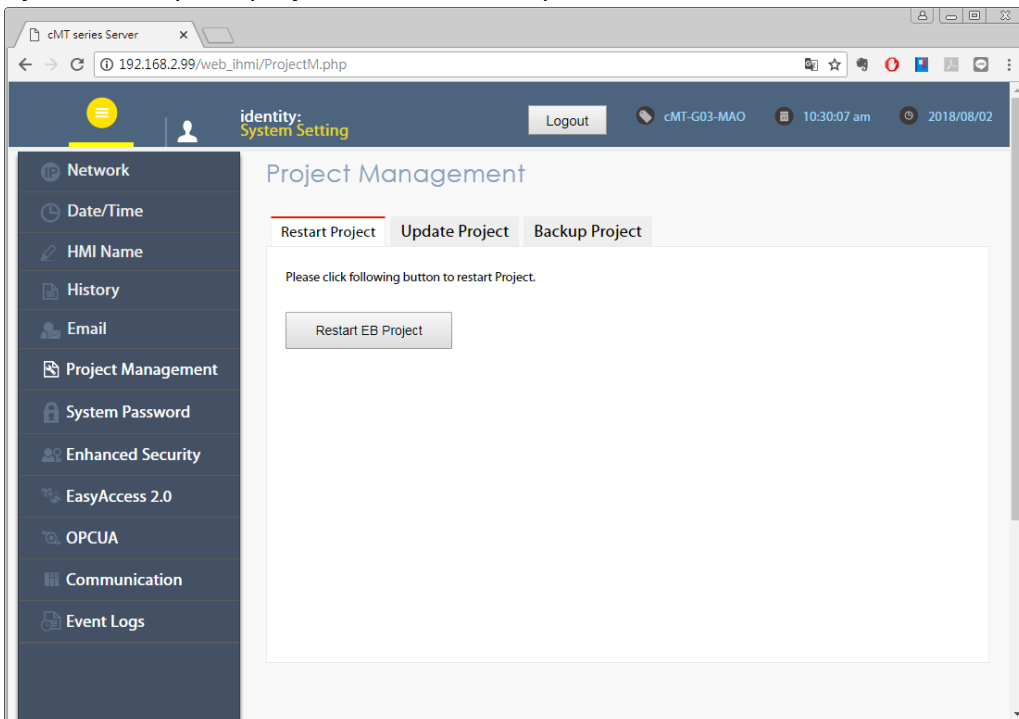 cMT series Server
192.168.2.99/web_ihmi/ProjectM.php
identity:
System Setting
Logout
cMT-G03-MAO
10:30:07 am
2018/08/02
Network
Date/Time
HMI Name
History
Email
Project Management
System Password
Enhanced Security
EasyAccess 2.0
OPCUA
Communication
Event Logs
Project Management
Restart Project Update Project Backup Project
Please click following button to restart Project.
Restart EB Project